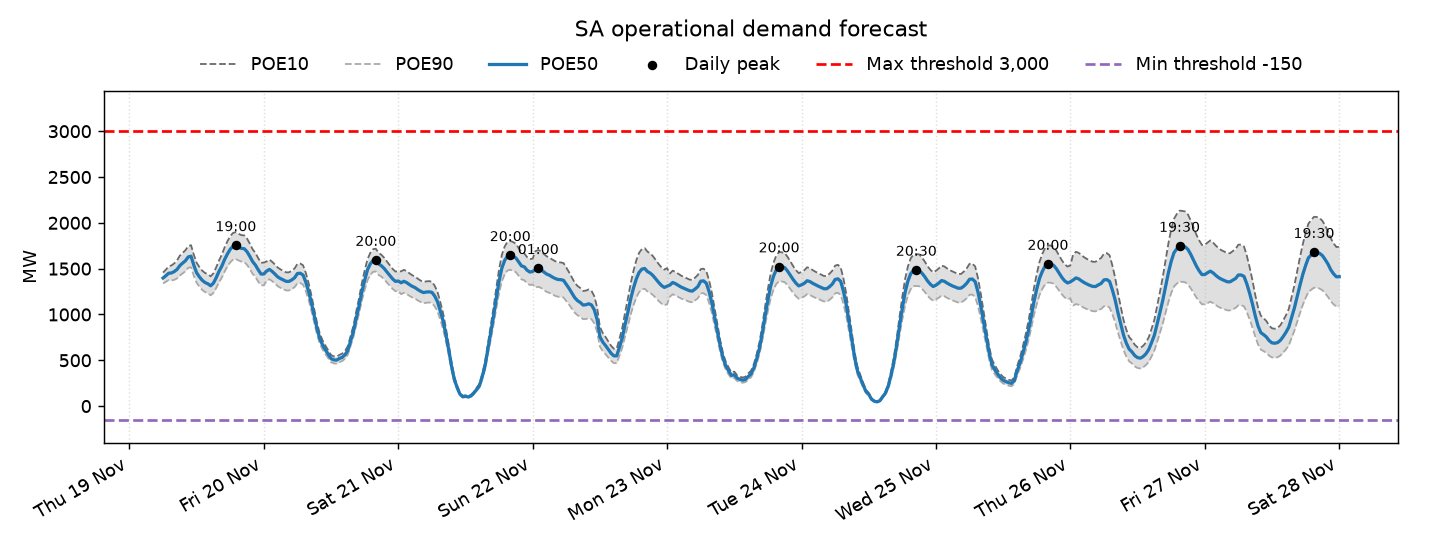 SA operational demand forecast
POE10 POE90 POE50 Daily peak Max threshold 3,000 Min threshold -150
MW
3000
2500
2000
1500
1000
500
0
19:00 20:00 20:00 01:00 20:00 20:30 20:00 19:30 19:30
Thu 19 Nov Fri 20 Nov Sat 21 Nov Sun 22 Nov Mon 23 Nov Tue 24 Nov Wed 25 Nov Thu 26 Nov Fri 27 Nov Sat 28 Nov